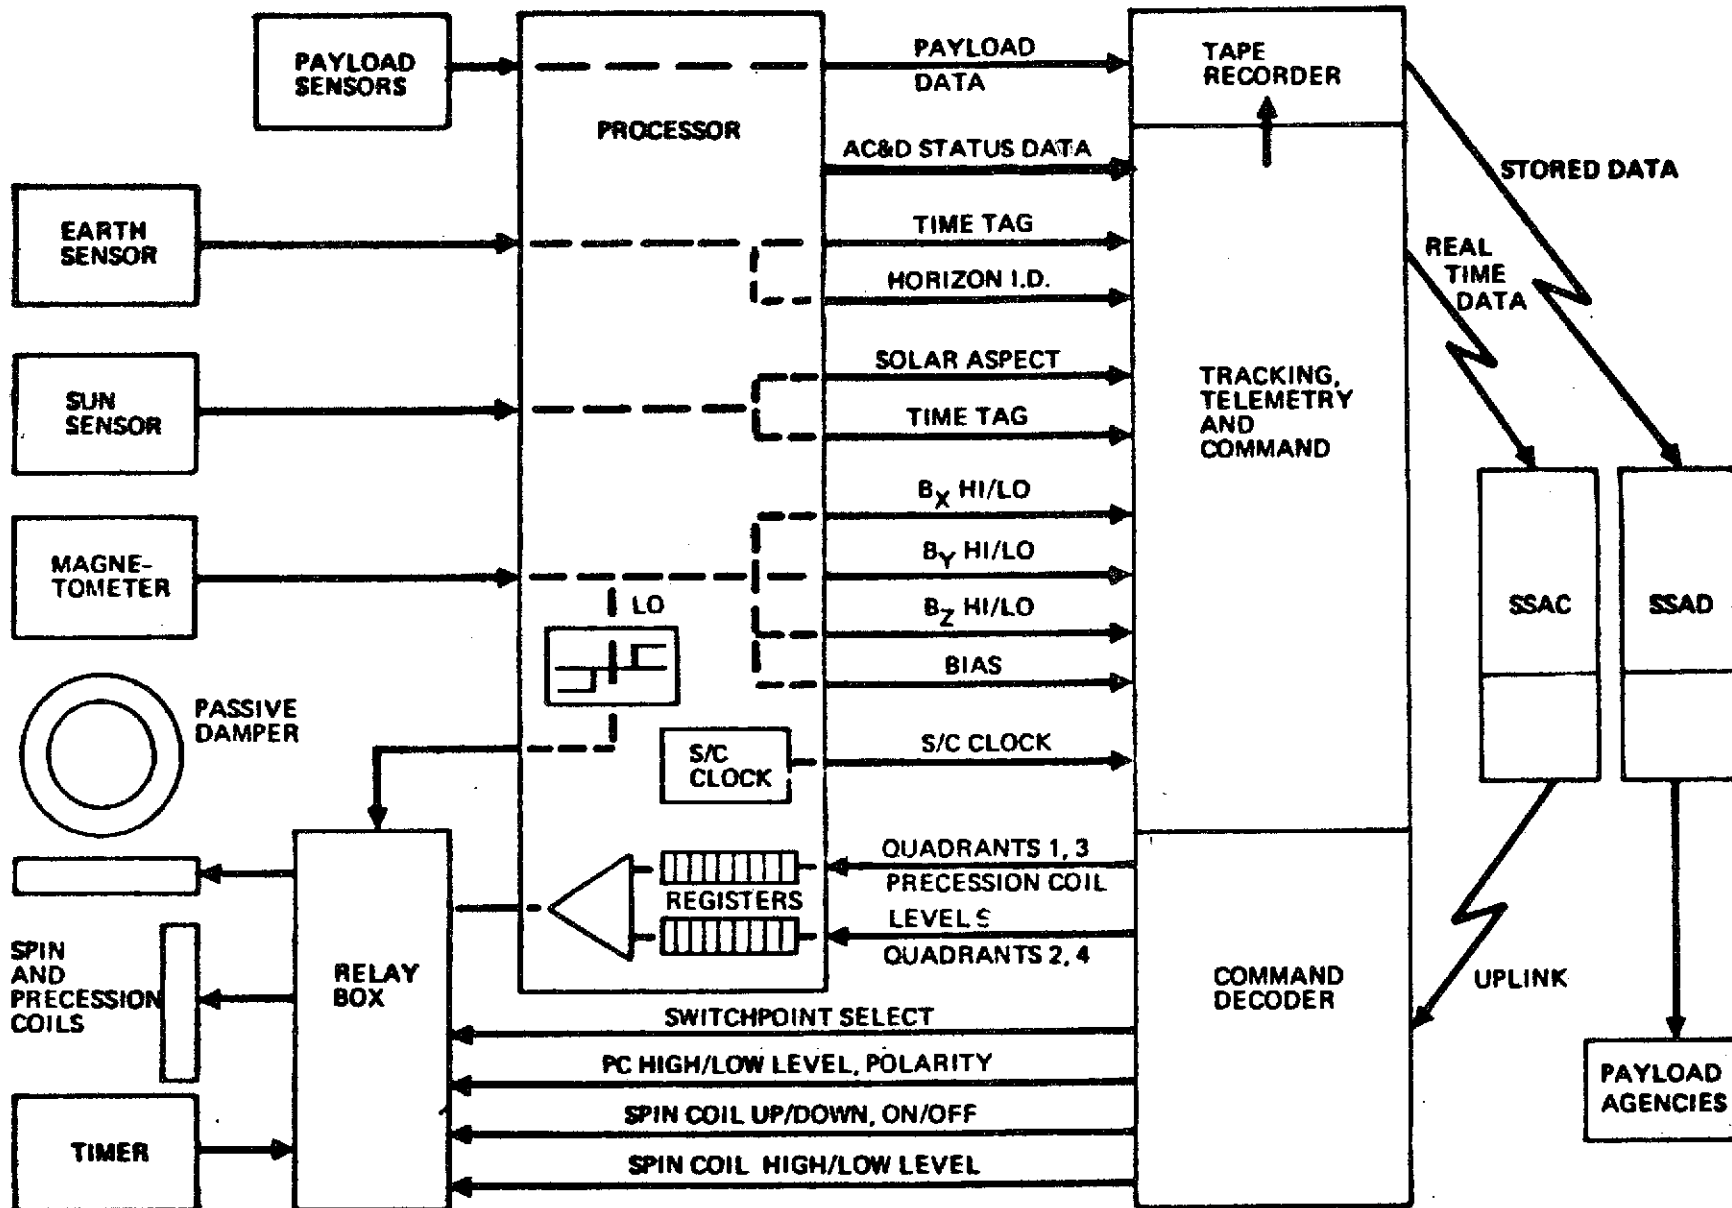 PAYLOAD
SENSORS
PROCESSOR
PAYLOAD
DATA
TAPE
RECORDER
AC&D STATUS DATA
STORED DATA
EARTH
SENSOR
TIME TAG
HORIZON I.D.
REAL
TIME
DATA
SUN
SENSOR
SOLAR ASPECT
TIME TAG
TRACKING,
TELEMETRY
AND
COMMAND
MAGNE-
TOMETER
LO
BX HI/LO
BY HI/LO
BZ HI/LO
BIAS
SSAC
SSAD
PASSIVE
DAMPER
S/C
CLOCK
S/C CLOCK
QUADRANTS 1, 3
PRECESSION COIL
LEVELS
QUADRANTS 2, 4
REGISTERS
SPIN
AND
PRECESSION
COILS
RELAY
BOX
COMMAND
DECODER
UPLINK
SWITCHPOINT SELECT
PC HIGH/LOW LEVEL, POLARITY
SPIN COIL UP/DOWN, ON/OFF
SPIN COIL HIGH/LOW LEVEL
TIMER
PAYLOAD
AGENCIES